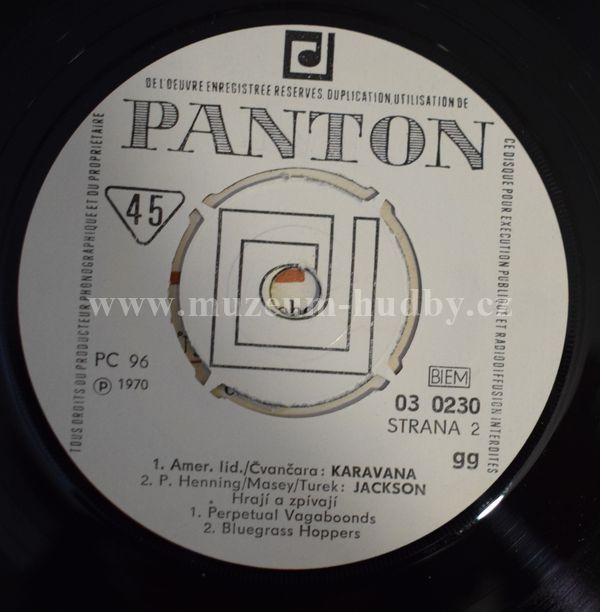 DE L'OEUVRE ENREGISTREE RESERVES. DUPLICATION, UTILISATION DE
PANTON
45
TOUS DROITS DU PRODUCTEUR PHONOGRAPHIQUE ET DU PROPRIETAIRE
CE DISQUE POUR EXECUTION PUBLIQUE ET RADIODIFFUSION INTERDITES
www.muzeum-hudby.cz
PC 96
℗ 1970
BIEM
03 0230
STRANA 2
gg
1. Amer. lid./Čvančara: KARAVANA
2. P. Henning/Masey/Turek: JACKSON
Hrají a zpívají
1. Perpetual Vagaboonds
2. Bluegrass Hoppers